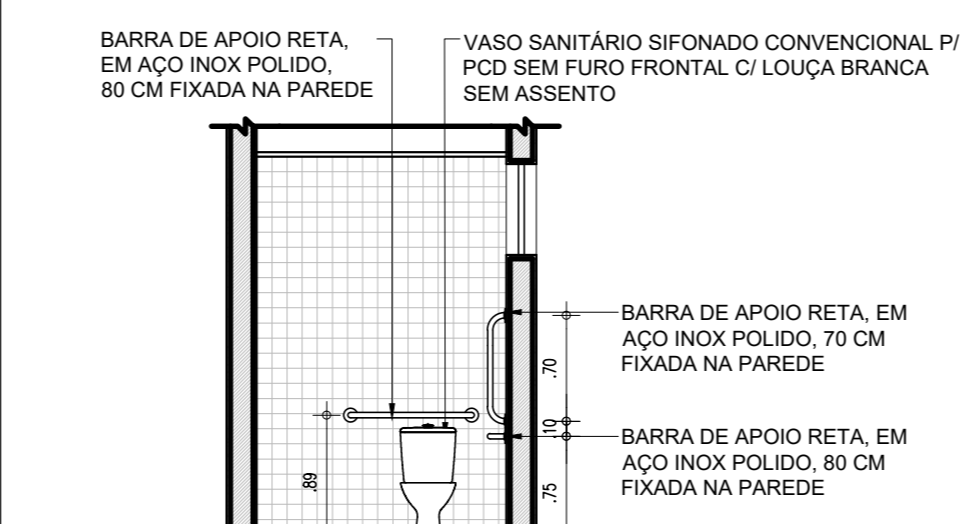 BARRA DE APOIO RETA,
EM AÇO INOX POLIDO,
80 CM FIXADA NA PAREDE
VASO SANITÁRIO SIFONADO CONVENCIONAL P/
PCD SEM FURO FRONTAL C/ LOUÇA BRANCA
SEM ASSENTO
BARRA DE APOIO RETA, EM
AÇO INOX POLIDO, 70 CM
FIXADA NA PAREDE
.70
.10
BARRA DE APOIO RETA, EM
AÇO INOX POLIDO, 80 CM
FIXADA NA PAREDE
.89
.75